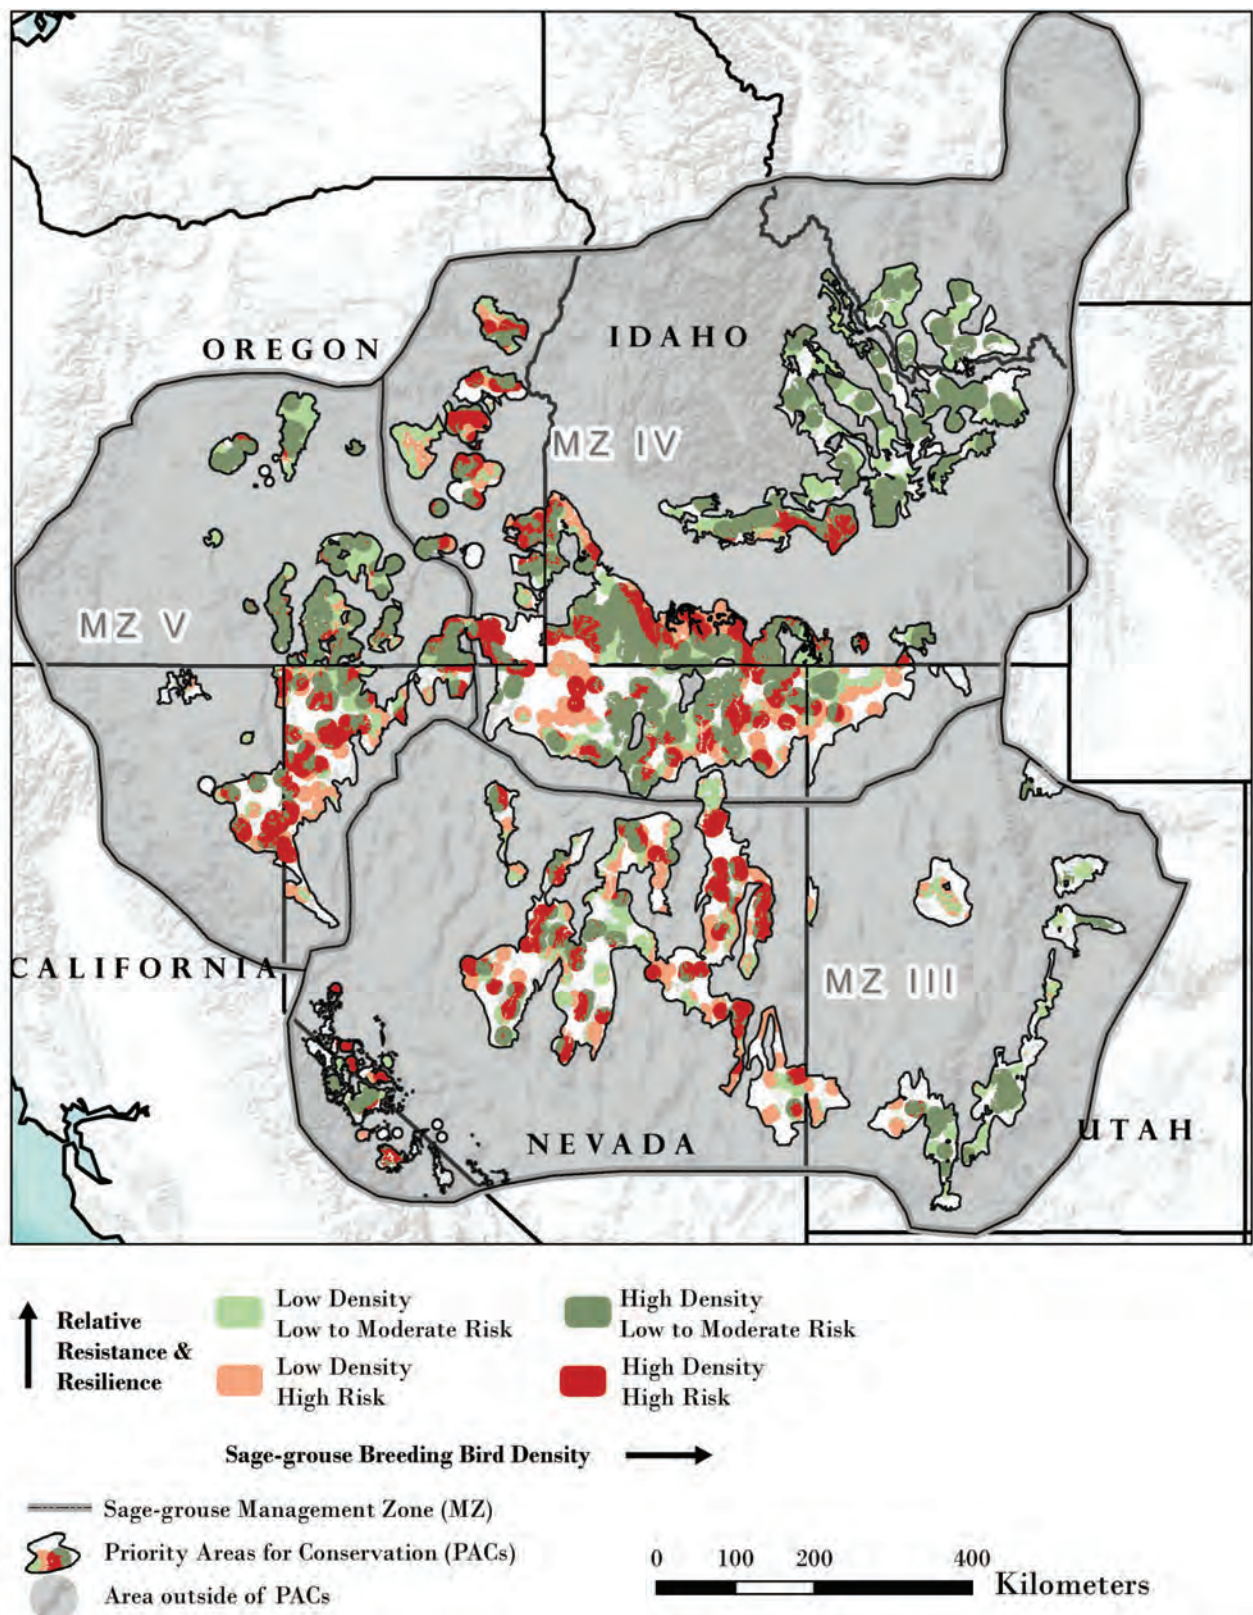 OREGON
IDAHO
MZ IV
MZ V
CALIFORNIA
MZ III
NEVADA
UTAH
Relative
Resistance &
Resilience
Low Density
Low to Moderate Risk
High Density
Low to Moderate Risk
Low Density
High Risk
High Density
High Risk
Sage-grouse Breeding Bird Density
Sage-grouse Management Zone (MZ)
Priority Areas for Conservation (PACs)
Area outside of PACs
0 100 200 400
Kilometers